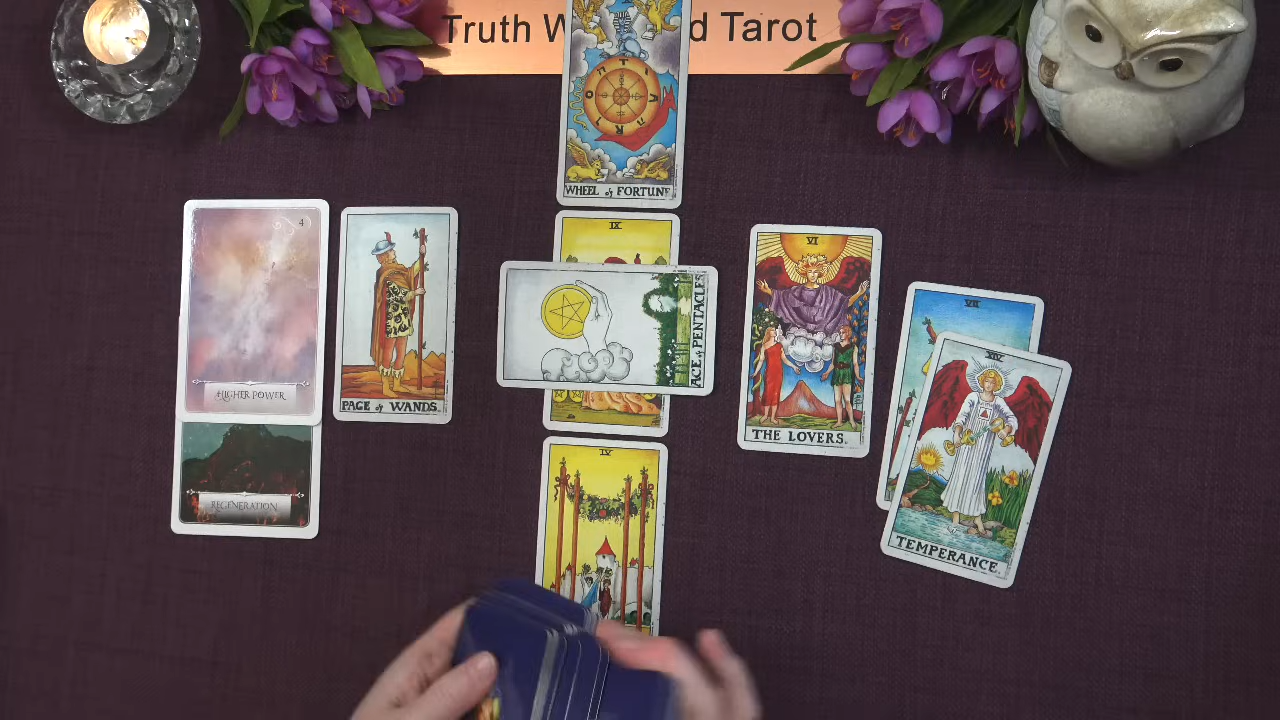 Truth W d Tarot
WHEEL of FORTUNE
4
HIGHER POWER
REGENERATION
PAGE of WANDS.
IX
ACE of PENTACLES
VI
THE LOVERS.
VII
XIV
TEMPERANCE.
IV